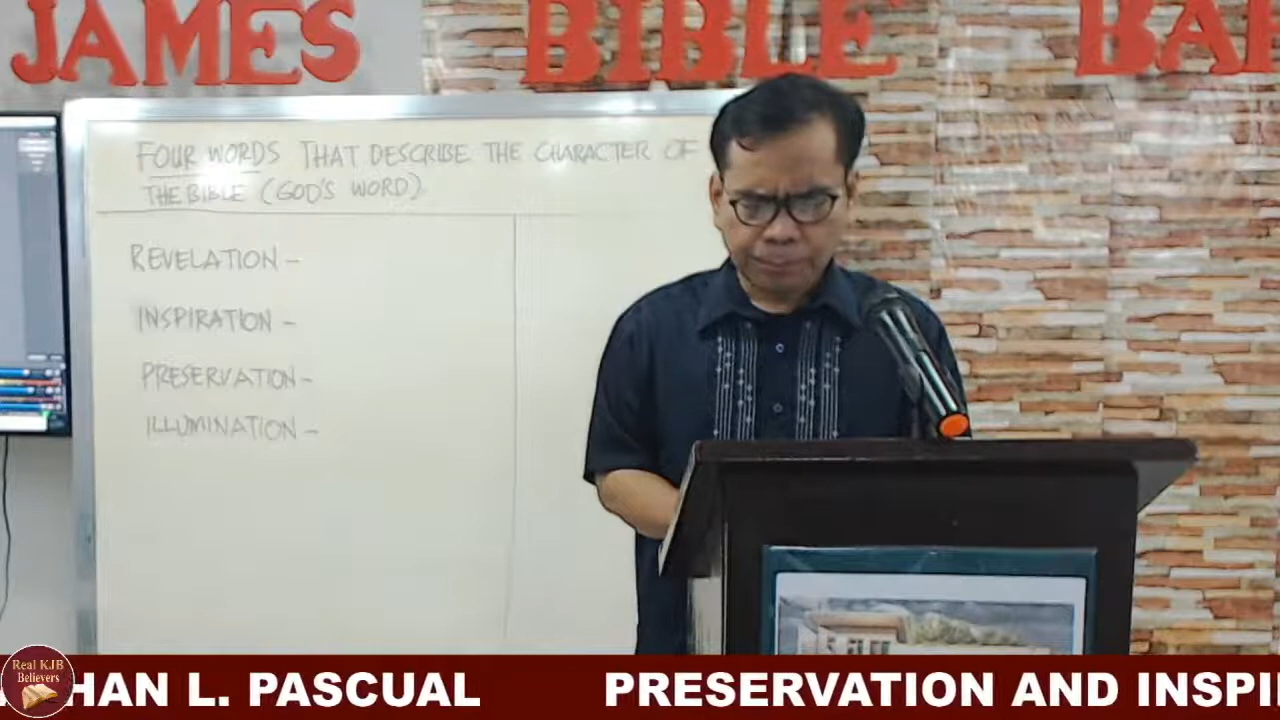 JAMES BIBLE BA
FOUR WORDS THAT DESCRIBE THE CHARACTER OF
THE BIBLE (GOD'S WORD)
REVELATION -
INSPIRATION -
PRESERVATION -
ILLUMINATION -
Real KJB
Believers
HAN L. PASCUAL PRESERVATION AND INSPI